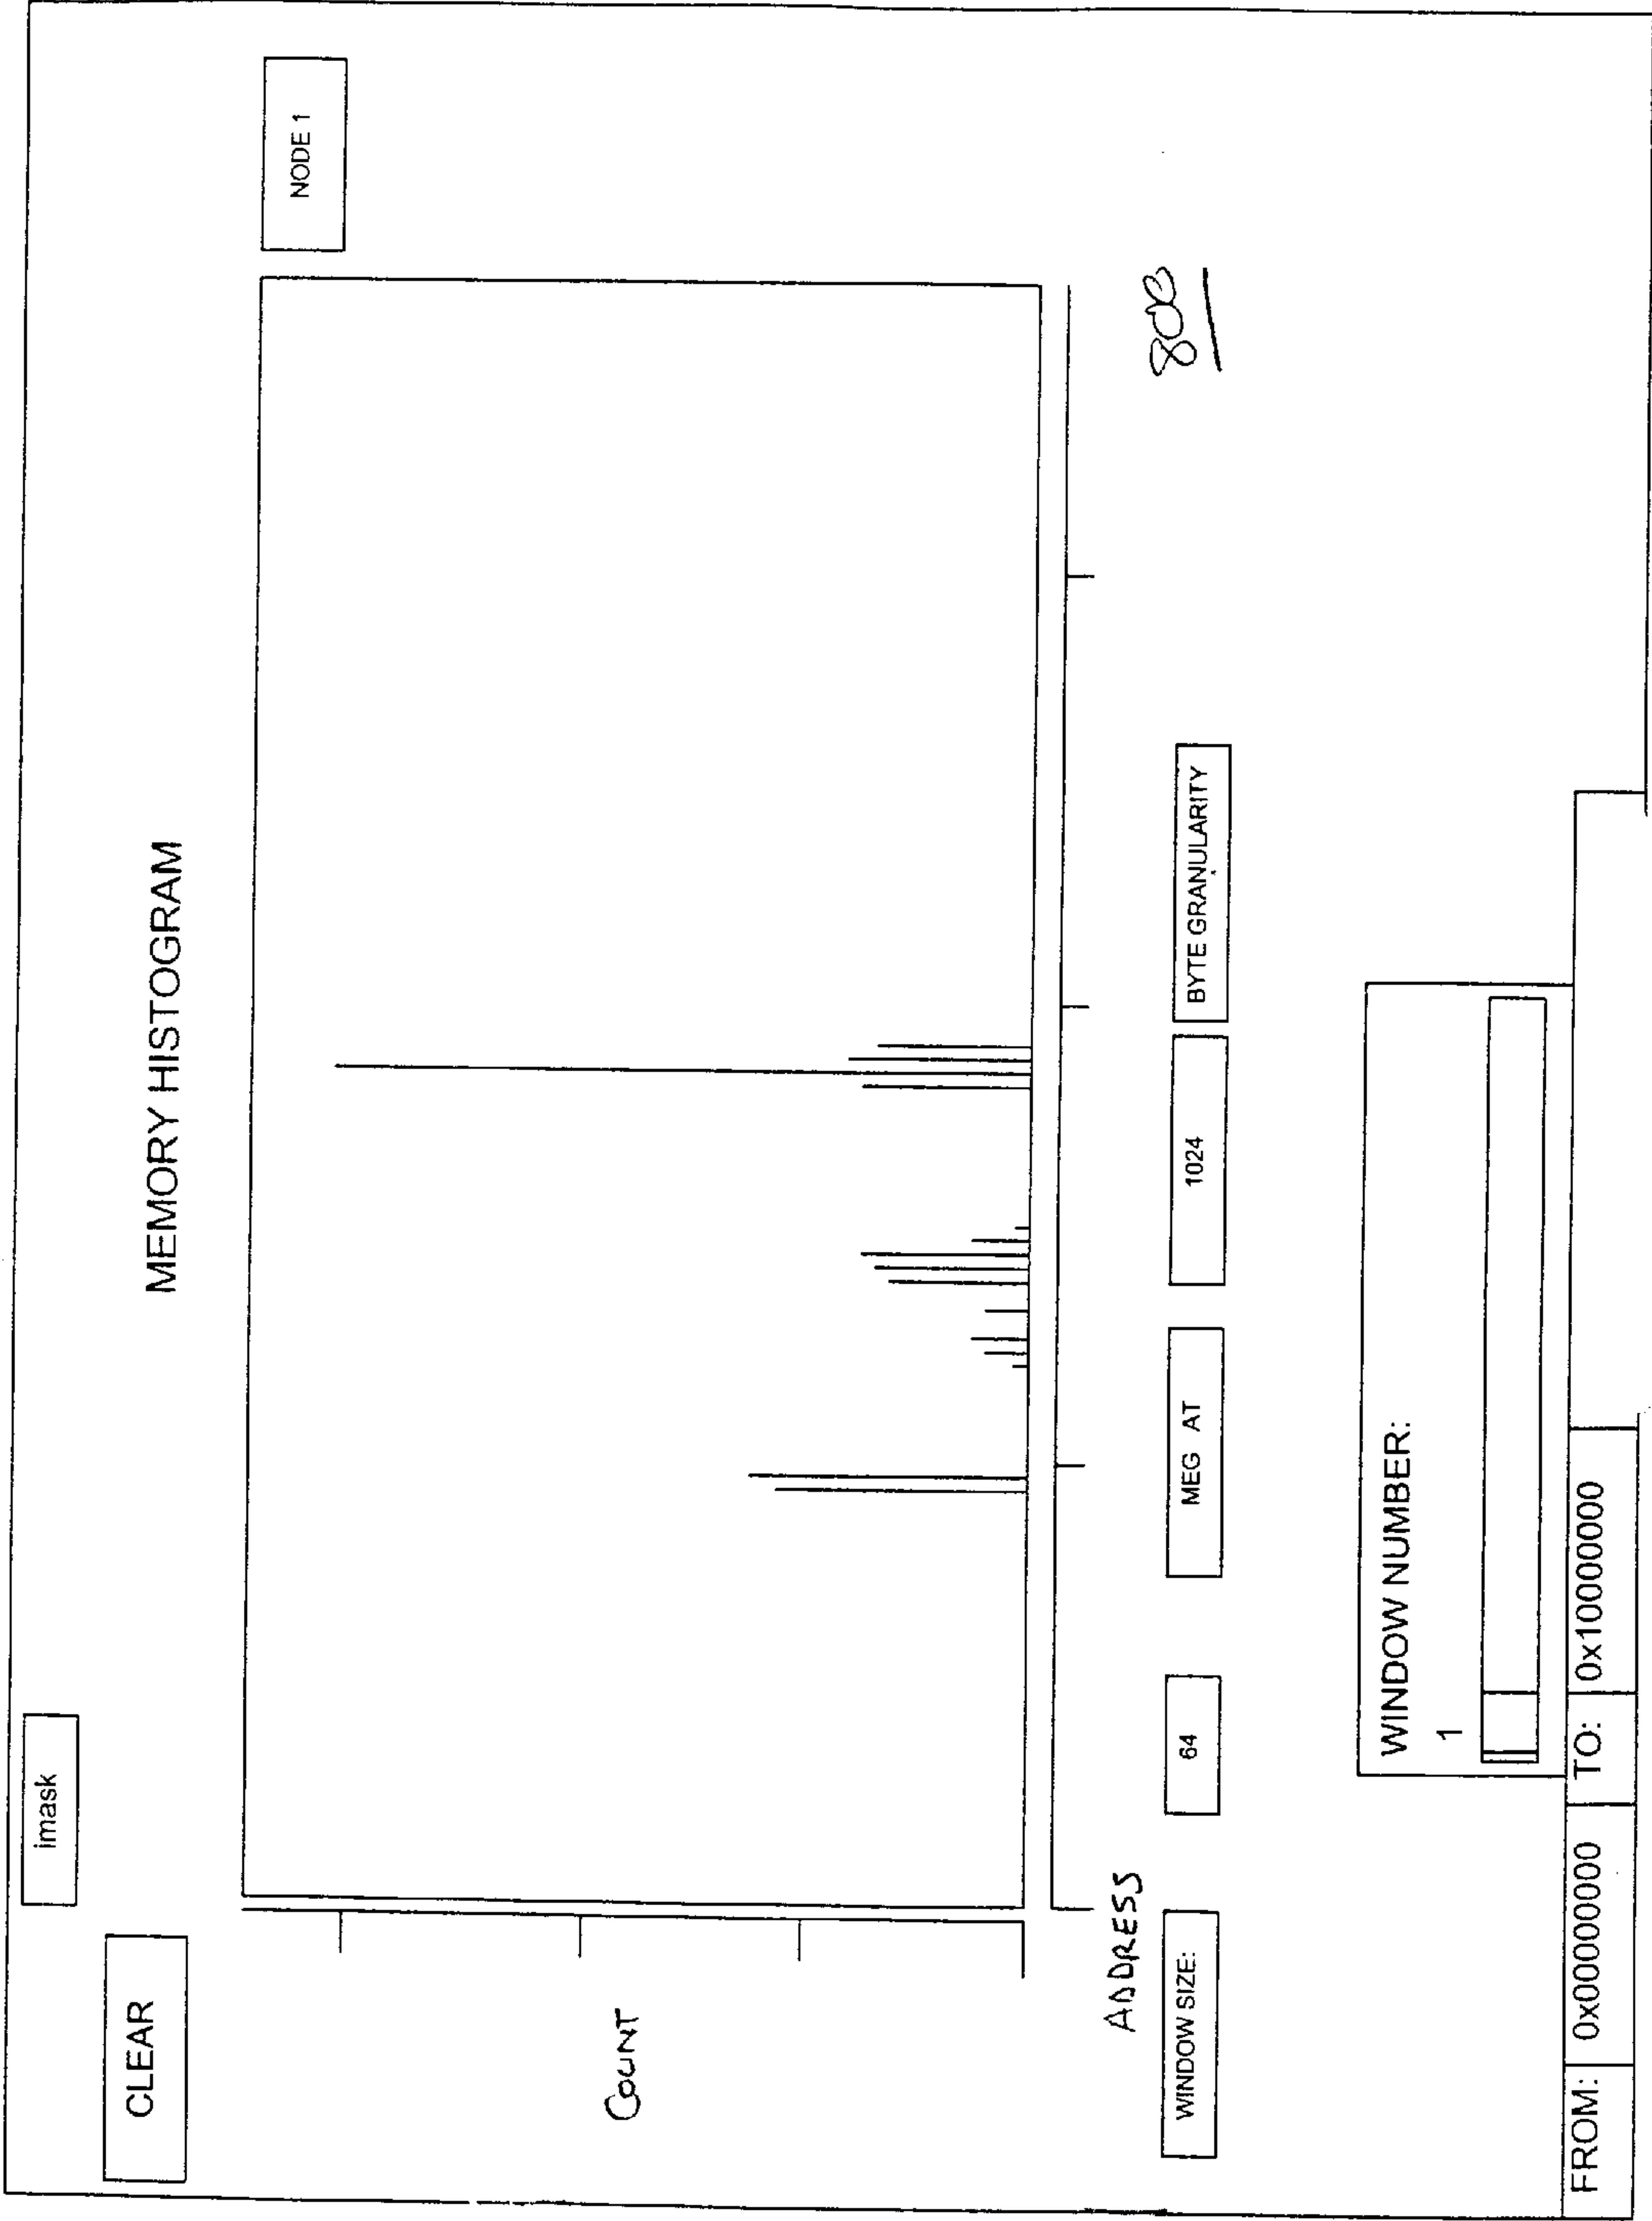 imask
CLEAR
MEMORY HISTOGRAM
NODE 1
COUNT
ADDRESS
800
WINDOW SIZE:
64
MEG AT
1024
BYTE GRANULARITY
WINDOW NUMBER:
1
FROM: 0x00000000 TO: 0x10000000